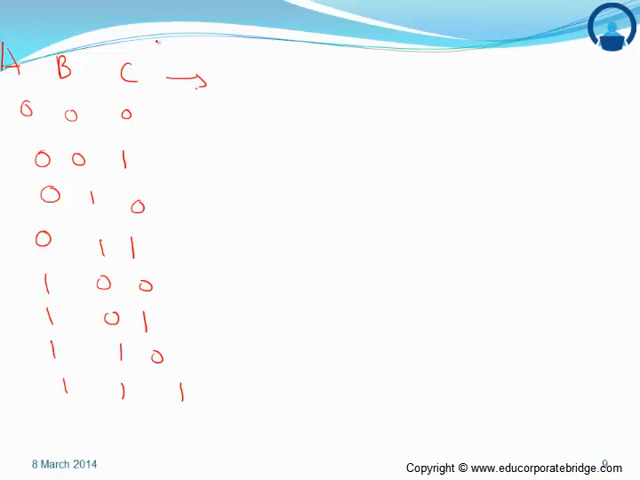 A B C →
0 0 0
0 0 1
0 1 0
0 1 1
1 0 0
1 0 1
1 1 0
1 1 1
8 March 2014
Copyright © www.educorporatebridge.com
9